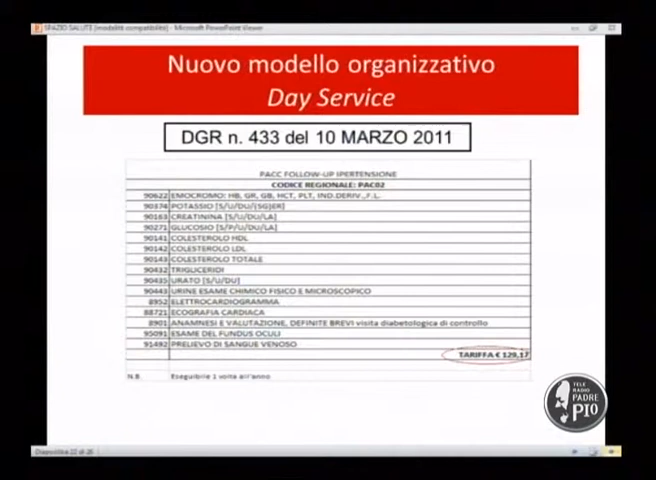 SPAZIO SALUTE [modalità compatibilità] - Microsoft PowerPoint Viewer
Nuovo modello organizzativo
Day Service
DGR n. 433 del 10 MARZO 2011
PACC FOLLOW-UP IPERTENSIONE
CODICE REGIONALE: PAC02
90622 EMOCROMO: HB, GR, GB, HCT, PLT, IND.DERIV.,F.L.
90374 POTASSIO [S/U/DU/(SG)ER]
90163 CREATININA [S/U/DU/LA]
90271 GLUCOSIO [S/P/U/DU/LA]
90141 COLESTEROLO HDL
90142 COLESTEROLO LDL
90143 COLESTEROLO TOTALE
90432 TRIGLICERIDI
90435 URATO [S/U/DU]
90443 URINE ESAME CHIMICO FISICO E MICROSCOPICO
8952 ELETTROCARDIOGRAMMA
88721 ECOGRAFIA CARDIACA
8901 ANAMNESI E VALUTAZIONE, DEFINITE BREVI visita diabetologica di controllo
95091 ESAME DEL FUNDUS OCULI
91492 PRELIEVO DI SANGUE VENOSO
TARIFFA € 129,17
N.B. Eseguibile 1 volta all'anno
TELE
RADIO
PADRE
PIO
Diapositiva 22 di 26